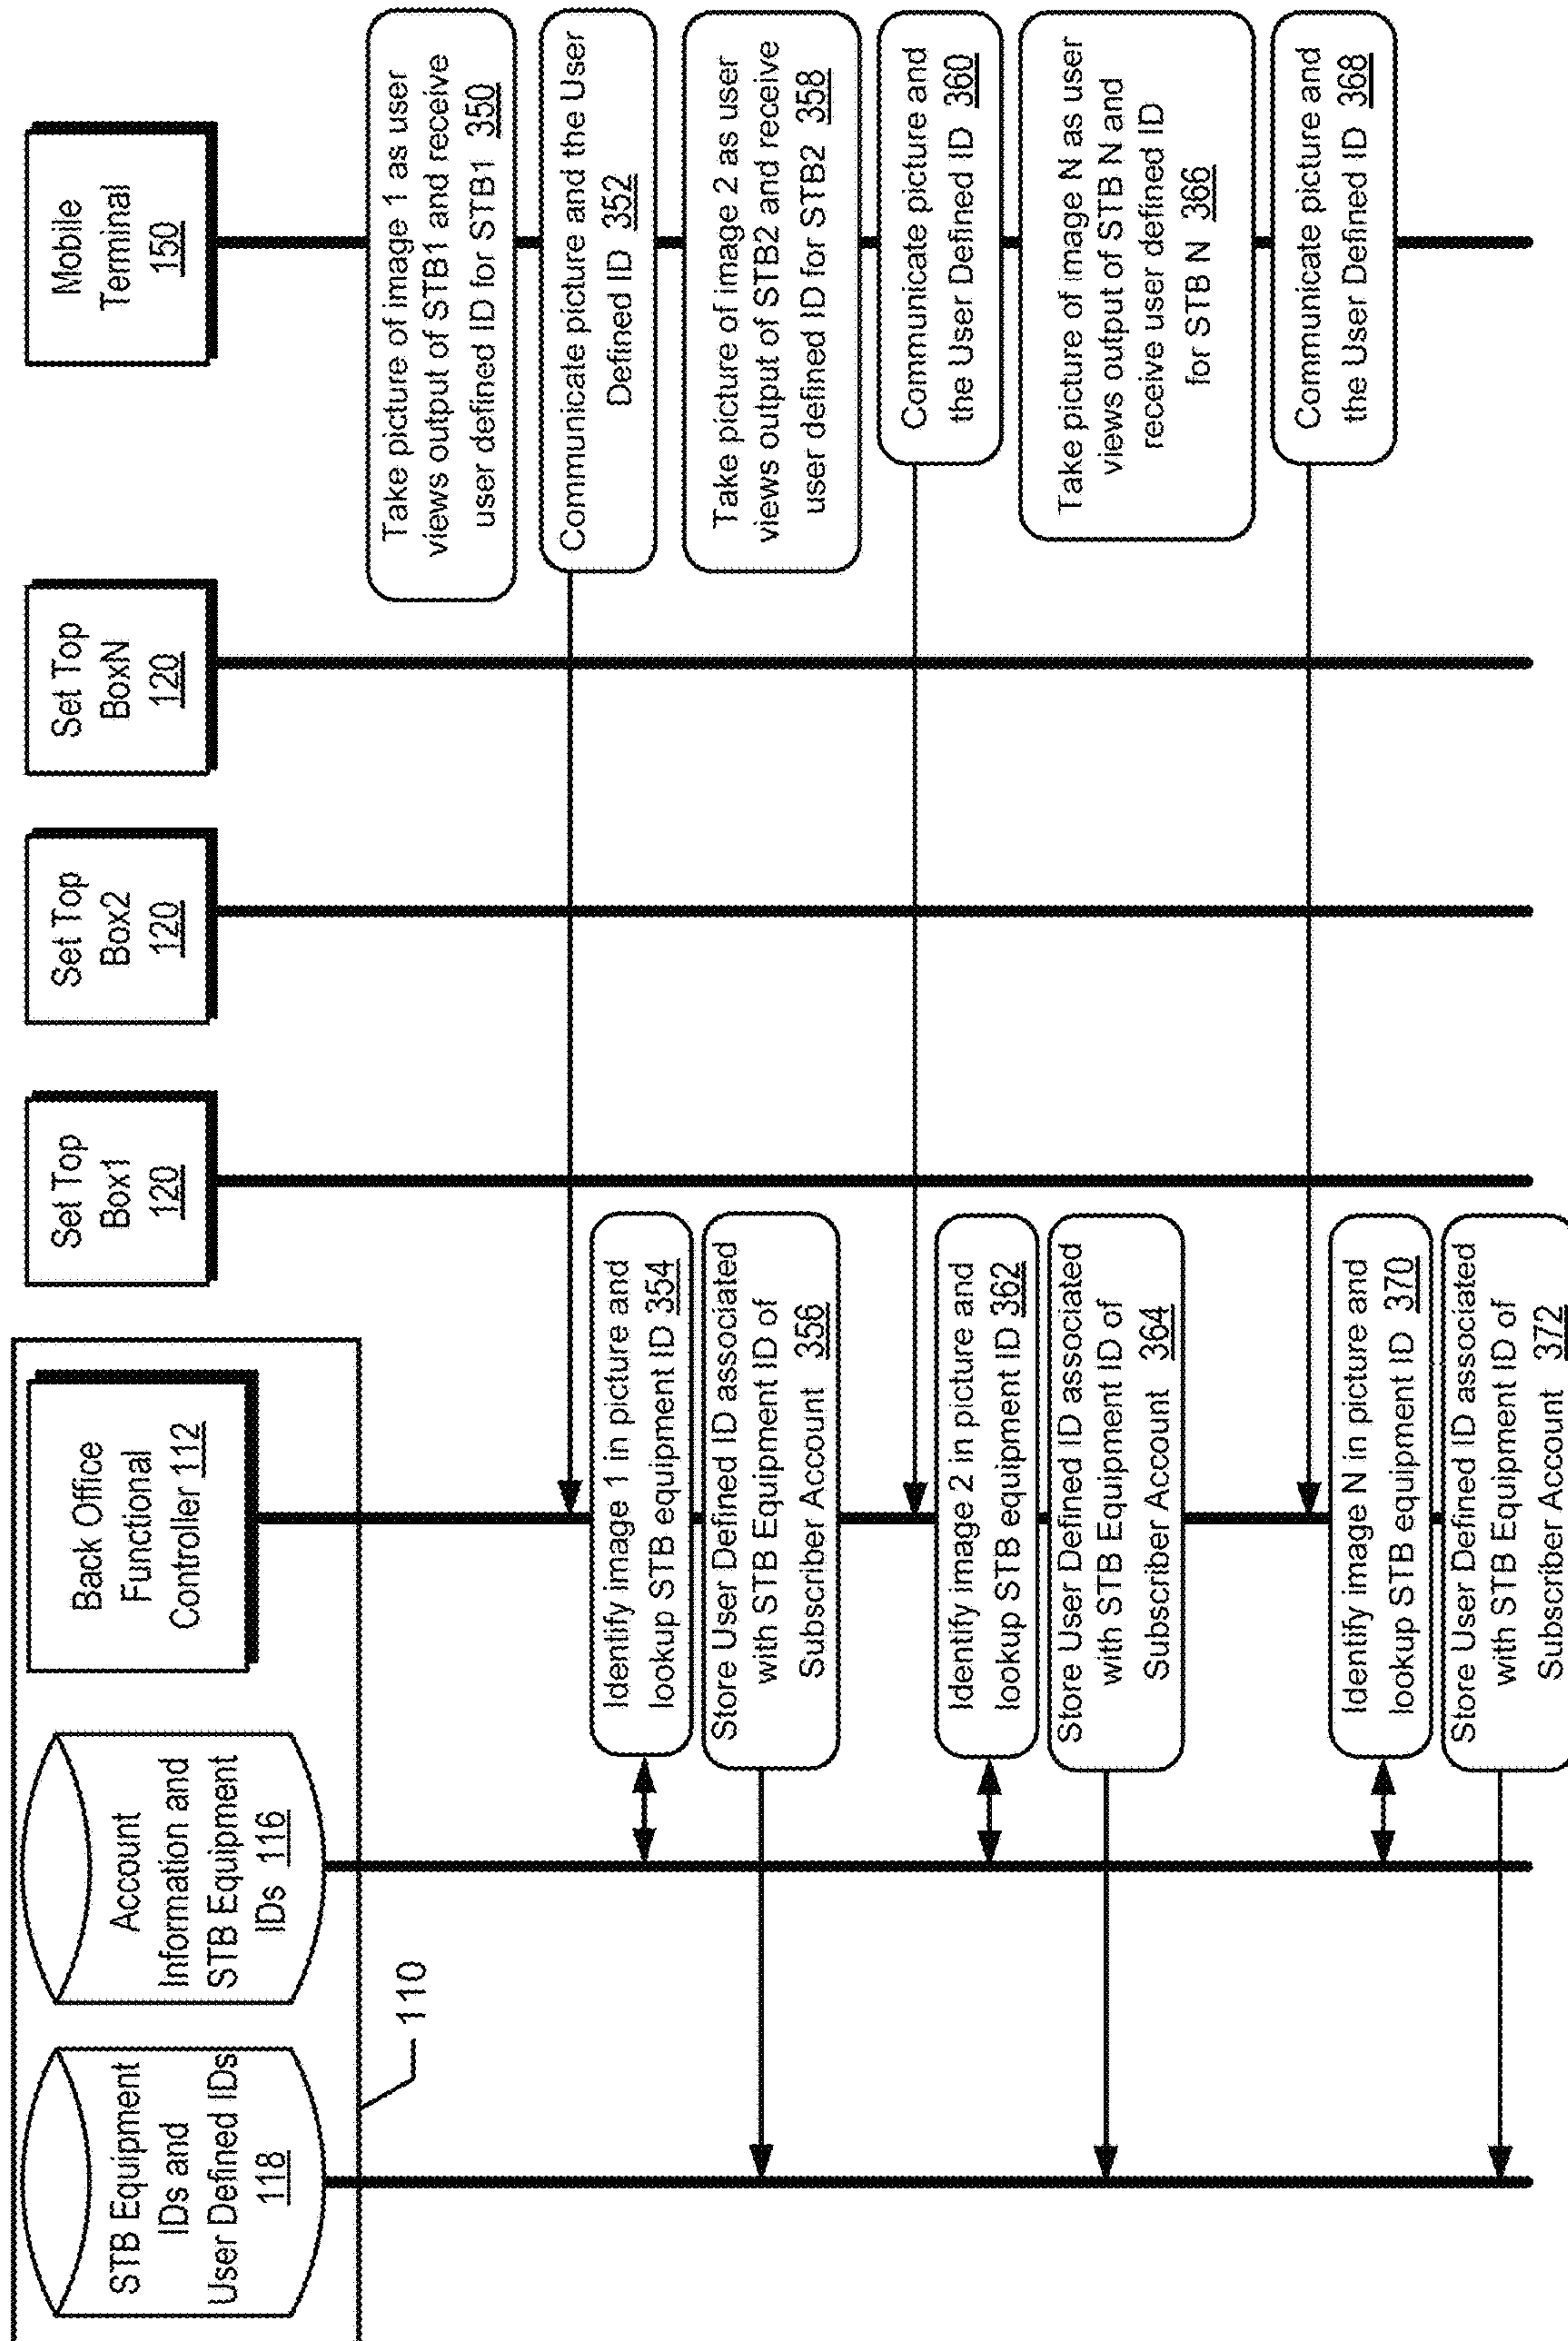 STB Equipment
IDs and
User Defined IDs
118
Account
Information and
STB Equipment
IDs 116
Back Office
Functional
Controller 112
Set Top
Box1
120
Set Top
Box2
120
Set Top
BoxN
120
Mobile
Terminal
150
110
Take picture of image 1 as user
views output of STB1 and receive
user defined ID for STB1 350
Communicate picture and the User
Defined ID 352
Identify image 1 in picture and
lookup STB equipment ID 354
Store User Defined ID associated
with STB Equipment ID of
Subscriber Account 356
Take picture of image 2 as user
views output of STB2 and receive
user defined ID for STB2 358
Communicate picture and
the User Defined ID 360
Identify image 2 in picture and
lookup STB equipment ID 362
Store User Defined ID associated
with STB Equipment ID of
Subscriber Account 364
Take picture of image N as user
views output of STB N and
receive user defined ID
for STB N 366
Communicate picture and
the User Defined ID 368
Identify image N in picture and
lookup STB equipment ID 370
Store User Defined ID associated
with STB Equipment ID of
Subscriber Account 372